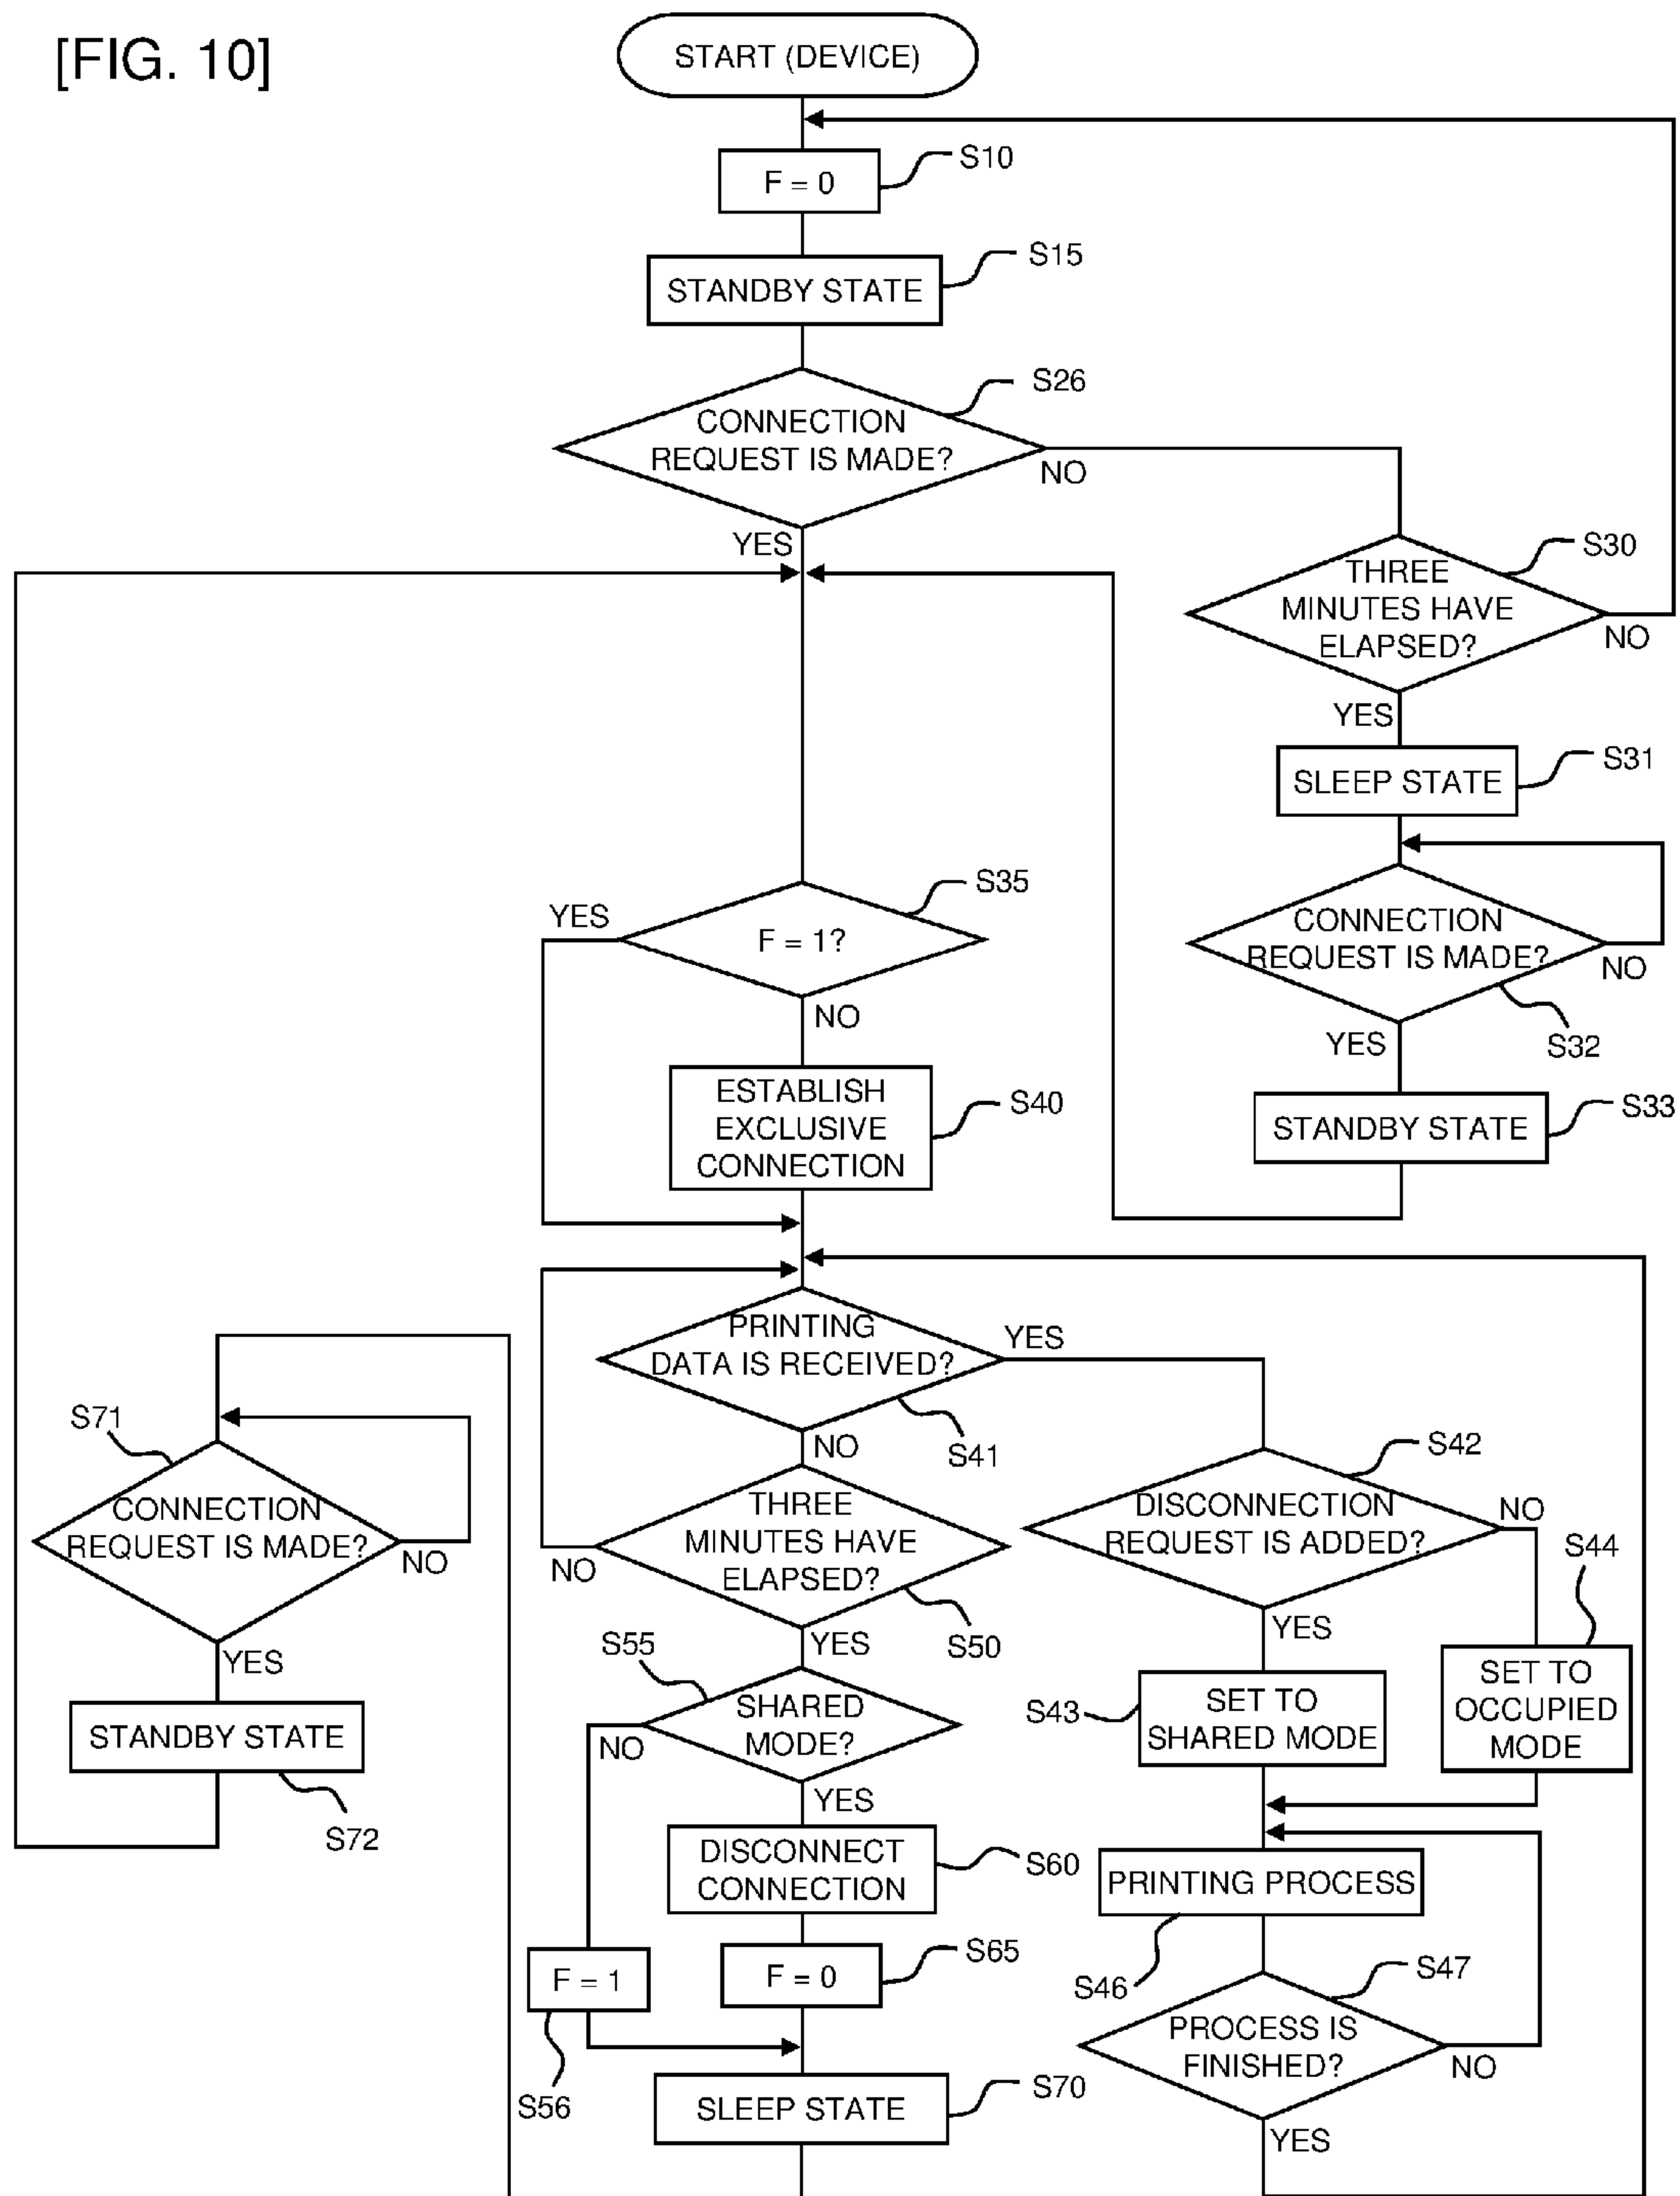 [FIG. 10]
START (DEVICE)
F = 0
S10
STANDBY STATE
S15
CONNECTION
REQUEST IS MADE?
S26
NO
YES
THREE
MINUTES HAVE
ELAPSED?
S30
NO
YES
SLEEP STATE
S31
CONNECTION
REQUEST IS MADE?
NO
S32
YES
STANDBY STATE
S33
F = 1?
S35
YES
NO
ESTABLISH
EXCLUSIVE
CONNECTION
S40
PRINTING
DATA IS RECEIVED?
YES
S41
NO
THREE
MINUTES HAVE
ELAPSED?
NO
S50
YES
DISCONNECTION
REQUEST IS ADDED?
S42
NO
YES
S44
SET TO
OCCUPIED
MODE
S43
SET TO
SHARED MODE
S55
SHARED
MODE?
NO
YES
DISCONNECT
CONNECTION
S60
F = 1
S56
F = 0
S65
SLEEP STATE
S70
PRINTING PROCESS
S46
PROCESS IS
FINISHED?
S47
NO
YES
S71
CONNECTION
REQUEST IS MADE?
NO
YES
STANDBY STATE
S72